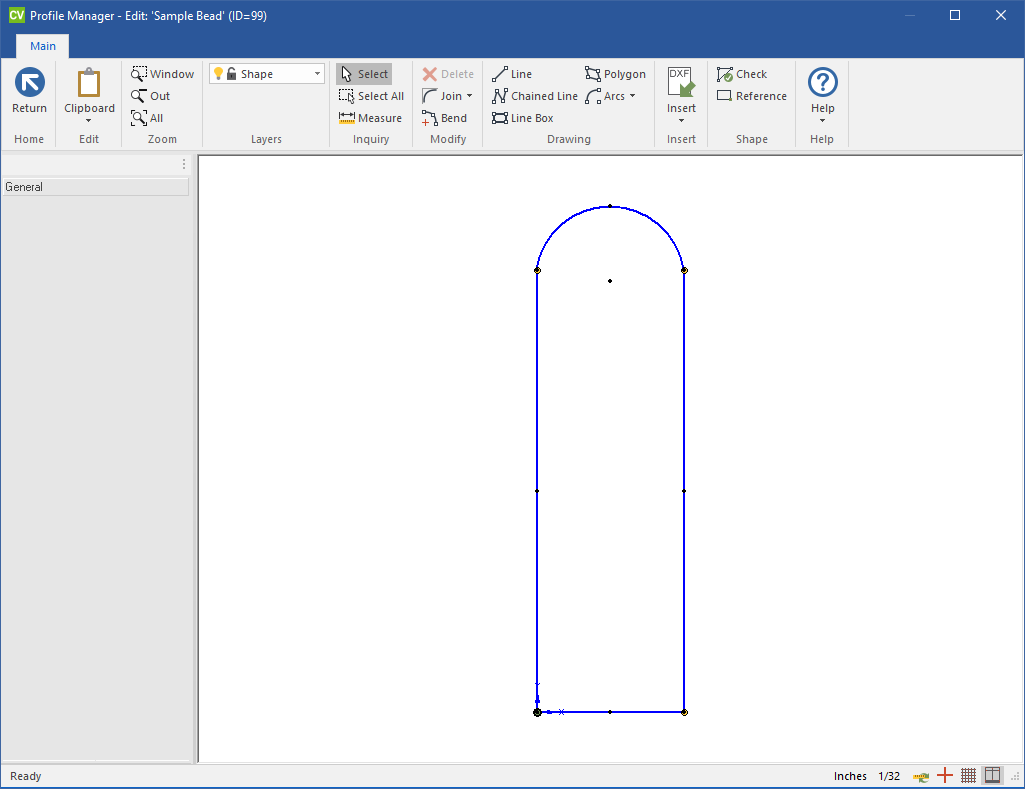 CV Profile Manager - Edit: 'Sample Bead' (ID=99)
Main
Return
Home
Clipboard
Edit
Window
Out
All
Zoom
Shape
Layers
Select
Select All
Measure
Inquiry
Delete
Join
Bend
Modify
Line
Chained Line
Line Box
Polygon
Arcs
Drawing
DXF
Insert
Insert
Check
Reference
Shape
?
Help
Help
General
Y
X
Ready
Inches 1/32